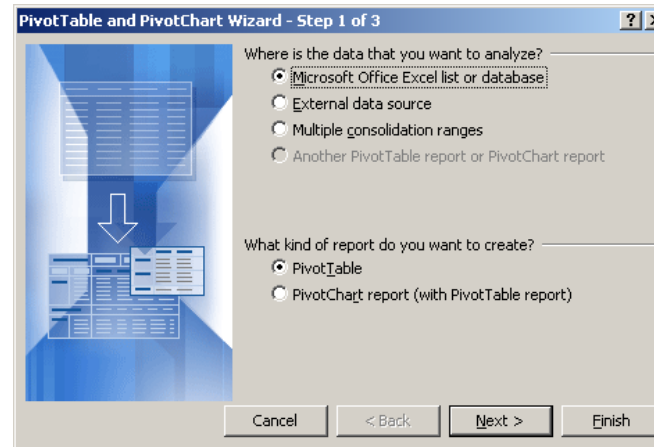 PivotTable and PivotChart Wizard - Step 1 of 3
Where is the data that you want to analyze?
Microsoft Office Excel list or database
External data source
Multiple consolidation ranges
Another PivotTable report or PivotChart report
What kind of report do you want to create?
PivotTable
PivotChart report (with PivotTable report)
Cancel < Back Next > Finish